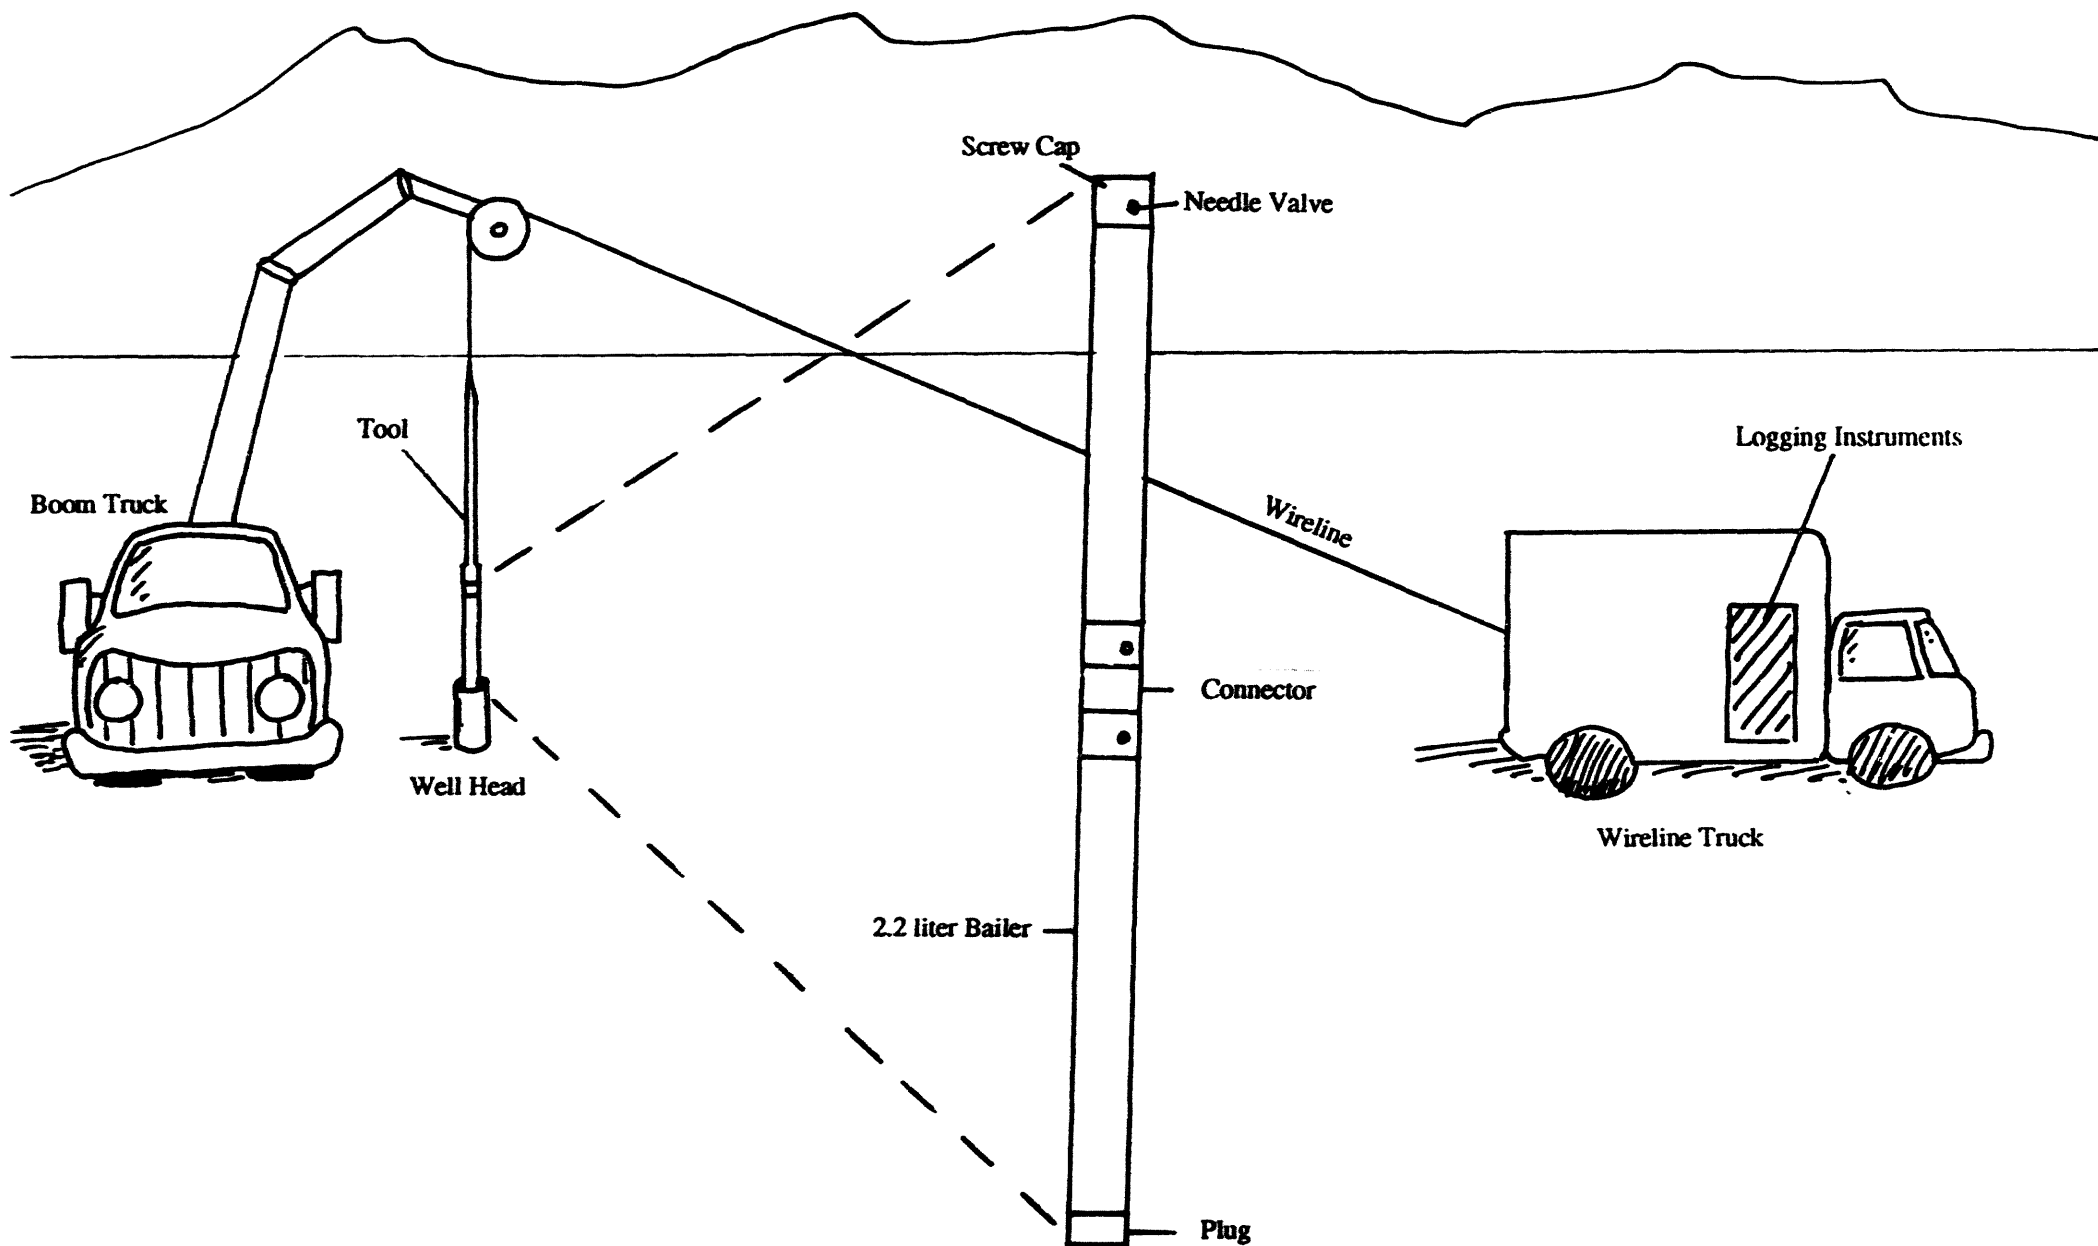 Screw Cap
Needle Valve
Tool
Logging Instruments
Boom Truck
Wireline
Connector
Well Head
Wireline Truck
2.2 liter Bailer
Plug